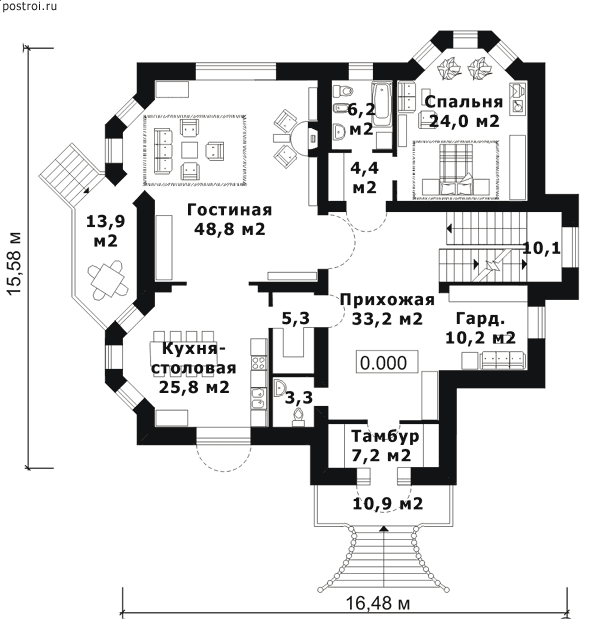 postroi.ru
6,2
м2
Спальня
24,0 м2
4,4
м2
13,9
м2
Гостиная
48,8 м2
10,1
15,58 м
Прихожая
33,2 м2
5,3
Гард.
10,2 м2
Кухня-
столовая
25,8 м2
0.000
3,3
Тамбур
7,2 м2
10,9 м2
16,48 м